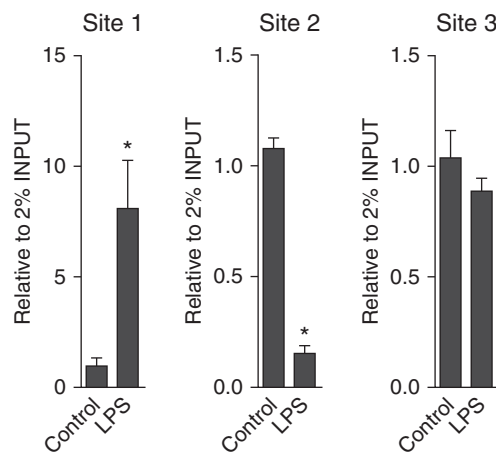 Site 1
Site 2
Site 3
Relative to 2% INPUT
15
10
5
0
*
Control
LPS
Relative to 2% INPUT
1.5
1.0
0.5
0.0
*
Control
LPS
Relative to 2% INPUT
1.5
1.0
0.5
0.0
Control
LPS